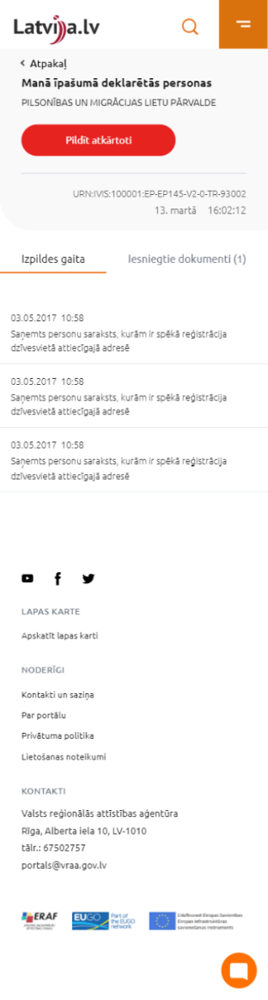 Latvija.lv
Atpakaļ
Manā īpašumā deklarētās personas
PILSONĪBAS UN MIGRĀCIJAS LIETU PĀRVALDE
Pildīt atkārtoti
URN:IVIS:100001:EP-EP145-V2-0-TR-93002
13. martā 16:02:12
Izpildes gaita Iesniegtie dokumenti (1)
03.05.2017 10:58
Saņemts personu saraksts, kurām ir spēkā reģistrācija
dzīvesvietā attiecīgajā adresē
03.05.2017 10:58
Saņemts personu saraksts, kurām ir spēkā reģistrācija
dzīvesvietā attiecīgajā adresē
03.05.2017 10:58
Saņemts personu saraksts, kurām ir spēkā reģistrācija
dzīvesvietā attiecīgajā adresē
LAPAS KARTE
Apskatīt lapas karti
NODERĪGI
Kontakti un saziņa
Par portālu
Privātuma politika
Lietošanas noteikumi
KONTAKTI
Valsts reģionālās attīstības aģentūra
Rīga, Alberta iela 10, LV-1010
tālr.: 67502757
portals@vraa.gov.lv
ERAF
EUGO Part of
the EUGO
network
Līdzfinansē Eiropas Savienības
Eiropas infrastruktūras
savienošanas instruments